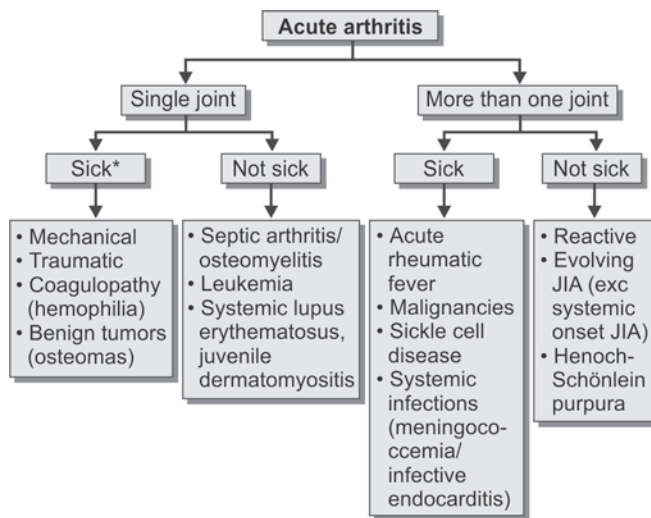 Acute arthritis
Single joint
More than one joint
Sick*
Not sick
Sick
Not sick
• Mechanical
• Traumatic
• Coagulopathy
(hemophilia)
• Benign tumors
(osteomas)
• Septic arthritis/
osteomyelitis
• Leukemia
• Systemic lupus
erythematosus,
juvenile
dermatomyositis
• Acute
rheumatic
fever
• Malignancies
• Sickle cell
disease
• Systemic
infections
(meningoco-
ccemia/
infective
endocarditis)
• Reactive
• Evolving
JIA (exc
systemic
onset JIA)
• Henoch-
Schönlein
purpura